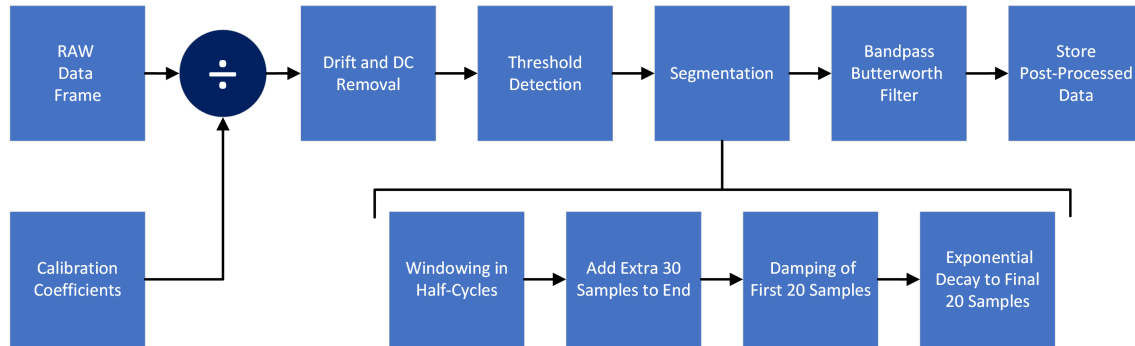 RAW
Data
Frame
÷
Drift and DC
Removal
Threshold
Detection
Segmentation
Bandpass
Butterworth
Filter
Store
Post-Processed
Data
Calibration
Coefficients
Windowing in
Half-Cycles
Add Extra 30
Samples to End
Damping of
First 20 Samples
Exponential
Decay to Final
20 Samples